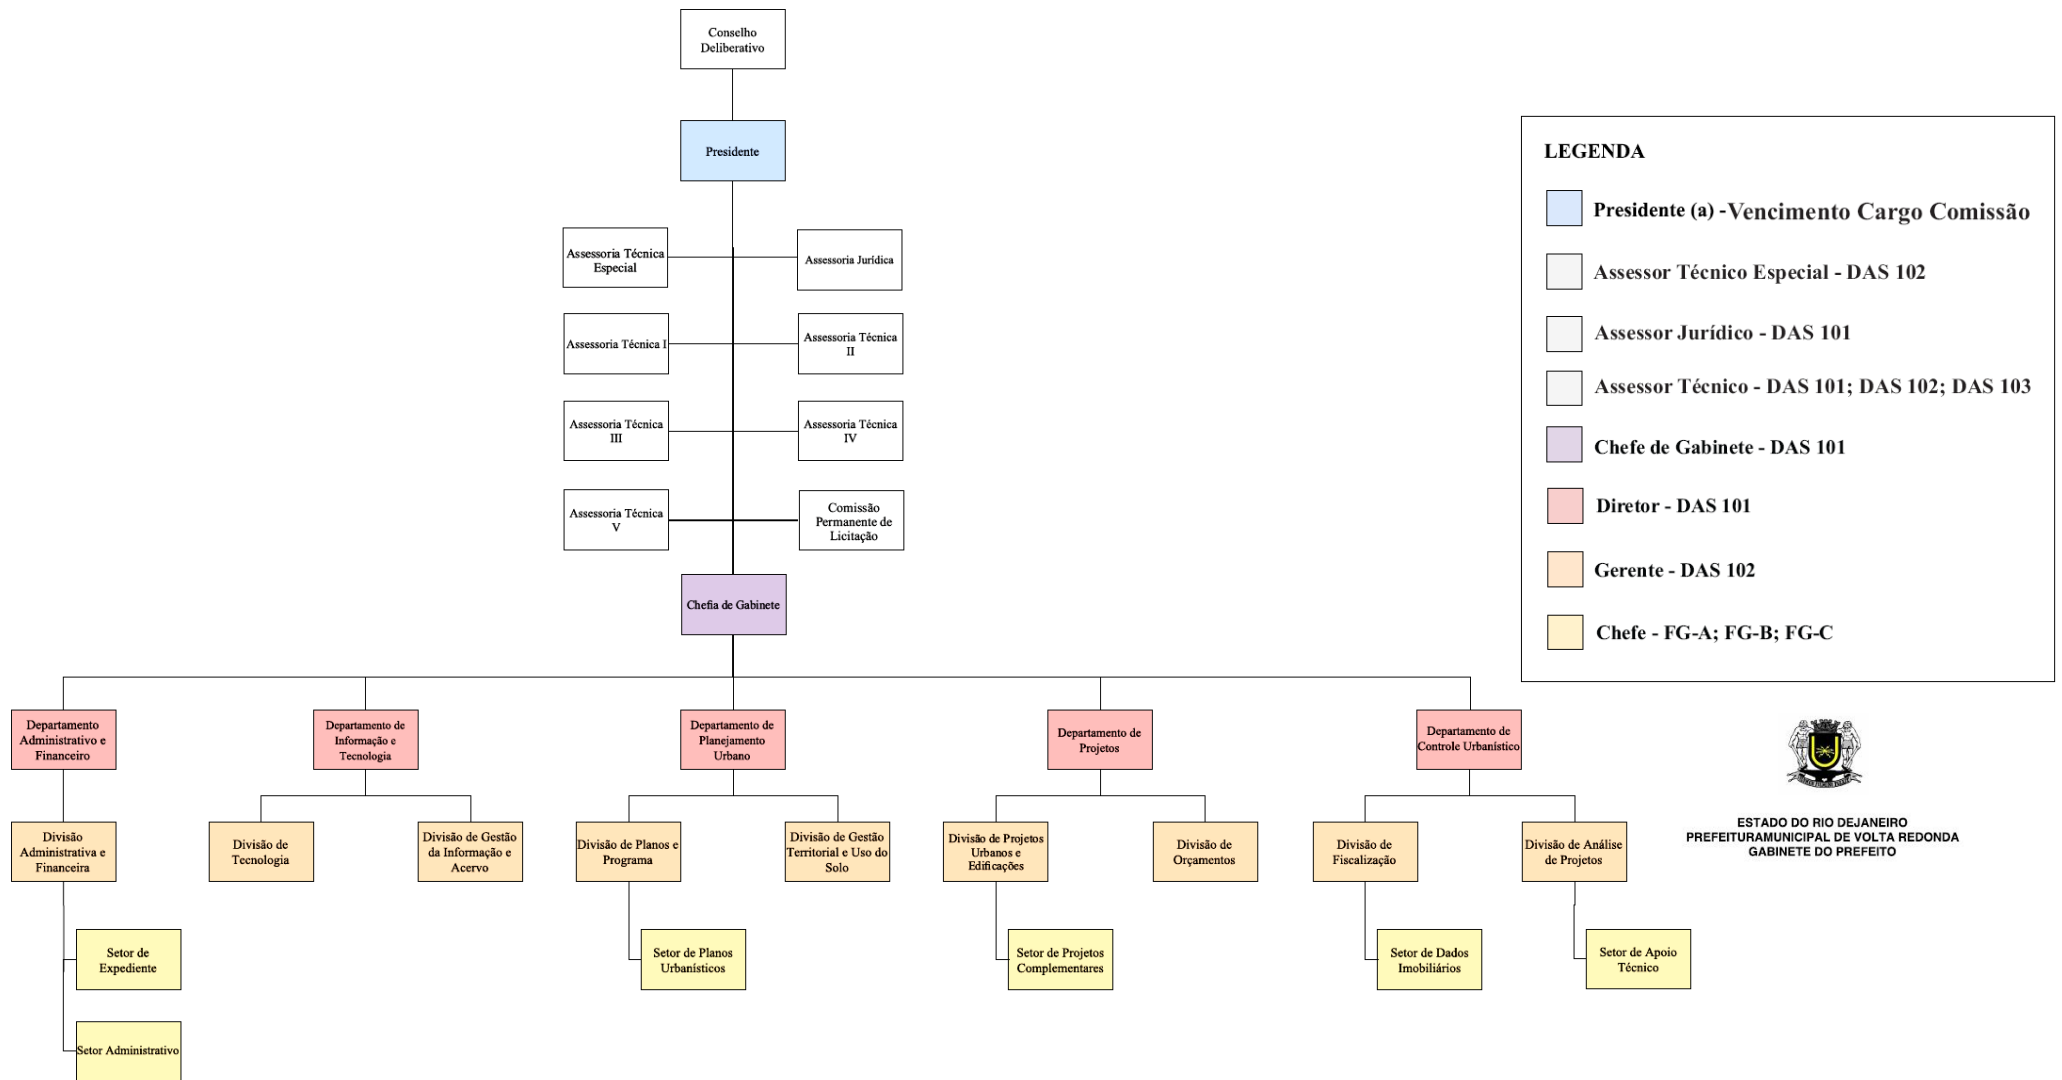 Conselho
Deliberativo
Presidente
Assessoria Técnica
Especial
Assessoria Jurídica
Assessoria Técnica I
Assessoria Técnica
II
Assessoria Técnica
III
Assessoria Técnica
IV
Assessoria Técnica
V
Comissão
Permanente de
Licitação
Chefia de Gabinete
Departamento
Administrativo e
Financeiro
Departamento de
Informação e
Tecnologia
Departamento de
Planejamento
Urbano
Departamento de
Projetos
Departamento de
Controle Urbanístico
Divisão
Administrativa e
Financeira
Divisão de
Tecnologia
Divisão de Gestão
da Informação e
Acervo
Divisão de Planos e
Programa
Divisão de Gestão
Territorial e Uso do
Solo
Divisão de Projetos
Urbanos e
Edificações
Divisão de
Orçamentos
Divisão de
Fiscalização
Divisão de Análise
de Projetos
Setor de
Expediente
Setor de Planos
Urbanísticos
Setor de Projetos
Complementares
Setor de Dados
Imobiliários
Setor de Apoio
Técnico
Setor Administrativo
LEGENDA
Presidente (a) -Vencimento Cargo Comissão
Assessor Técnico Especial - DAS 102
Assessor Jurídico - DAS 101
Assessor Técnico - DAS 101; DAS 102; DAS 103
Chefe de Gabinete - DAS 101
Diretor - DAS 101
Gerente - DAS 102
Chefe - FG-A; FG-B; FG-C
ESTADO DO RIO DEJANEIRO
PREFEITURAMUNICIPAL DE VOLTA REDONDA
GABINETE DO PREFEITO